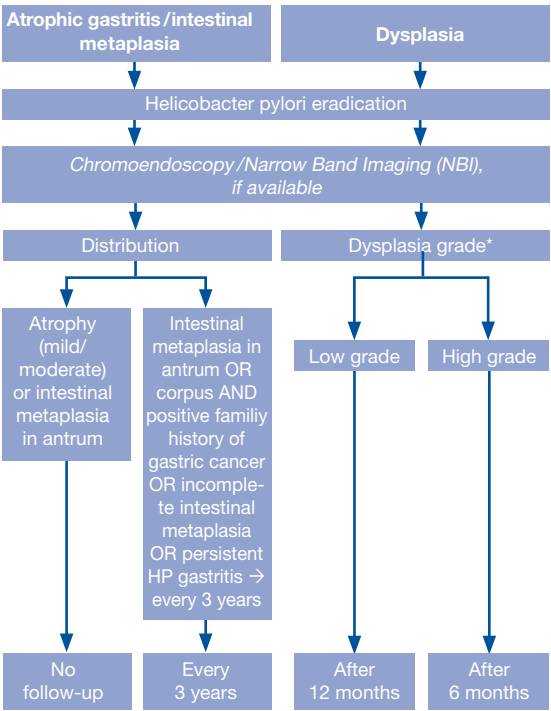 Atrophic gastritis/intestinal
metaplasia
Dysplasia
Helicobacter pylori eradication
Chromoendoscopy/Narrow Band Imaging (NBI),
if available
Distribution
Dysplasia grade*
Atrophy
(mild/
moderate)
or intestinal
metaplasia
in antrum
Intestinal
metaplasia in
antrum OR
corpus AND
positive familiy
history of
gastric cancer
OR incomple-
te intestinal
metaplasia
OR persistent
HP gastritis →
every 3 years
Low grade
High grade
No
follow-up
Every
3 years
After
12 months
After
6 months